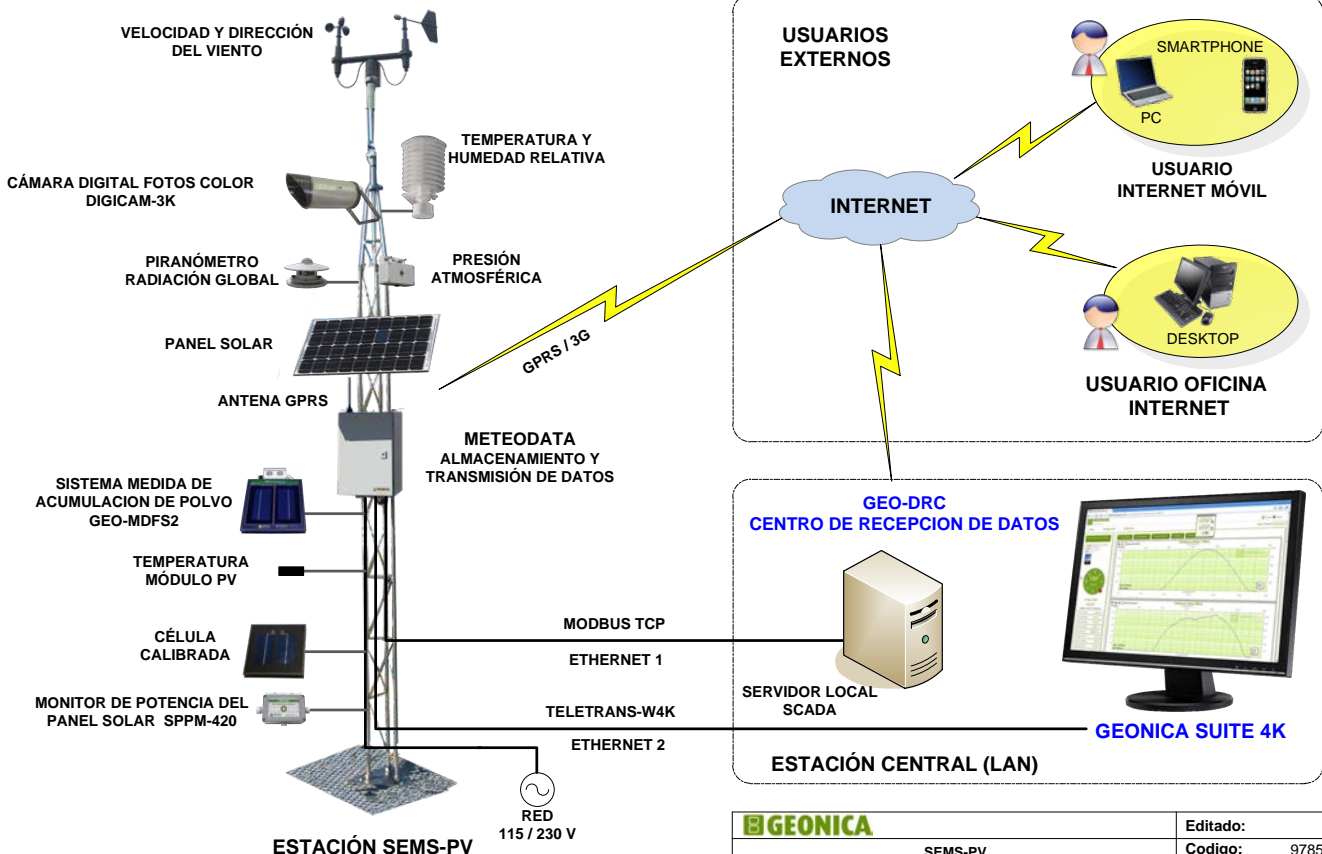 VELOCIDAD Y DIRECCIÓN
DEL VIENTO
TEMPERATURA Y
HUMEDAD RELATIVA
CÁMARA DIGITAL FOTOS COLOR
DIGICAM-3K
PIRANÓMETRO
RADIACIÓN GLOBAL
PRESIÓN
ATMOSFÉRICA
PANEL SOLAR
ANTENA GPRS
METEODATA
ALMACENAMIENTO Y
TRANSMISIÓN DE DATOS
SISTEMA MEDIDA DE
ACUMULACION DE POLVO
GEO-MDFS2
TEMPERATURA
MÓDULO PV
CÉLULA
CALIBRADA
MONITOR DE POTENCIA DEL
PANEL SOLAR SPPM-420
RED
115 / 230 V
ESTACIÓN SEMS-PV
GPRS / 3G
MODBUS TCP
ETHERNET 1
TELETRANS-W4K
ETHERNET 2
USUARIOS
EXTERNOS
INTERNET
SMARTPHONE
PC
USUARIO
INTERNET MÓVIL
DESKTOP
USUARIO OFICINA
INTERNET
GEO-DRC
CENTRO DE RECEPCION DE DATOS
SERVIDOR LOCAL
SCADA
GEONICA SUITE 4K
ESTACIÓN CENTRAL (LAN)
GEONICA
SEMS-PV
Editado:
Codigo: 9785